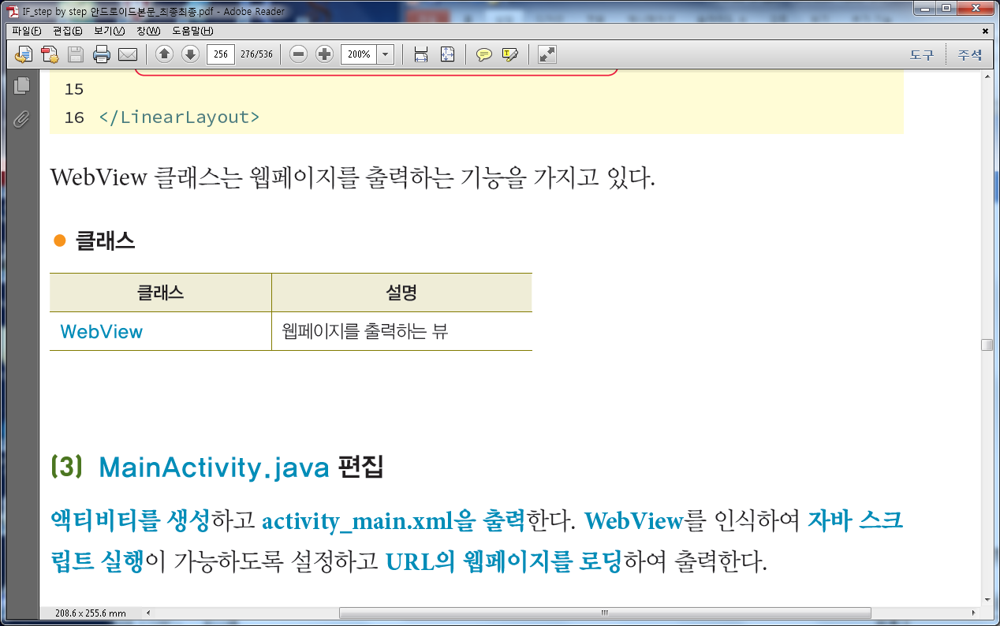 IF_step by step 안드로이드본문_최종최종.pdf - Adobe Reader
파일(F) 편집(E) 보기(V) 창(W) 도움말(H)
256 276/536 200% 도구 주석
15
16 </LinearLayout>
WebView 클래스는 웹페이지를 출력하는 기능을 가지고 있다.
● 클래스
클래스 설명
WebView 웹페이지를 출력하는 뷰
(3) MainActivity.java 편집
액티비티를 생성하고 activity_main.xml을 출력한다. WebView를 인식하여 자바 스크
립트 실행이 가능하도록 설정하고 URL의 웹페이지를 로딩하여 출력한다.
208.6 x 255.6 mm